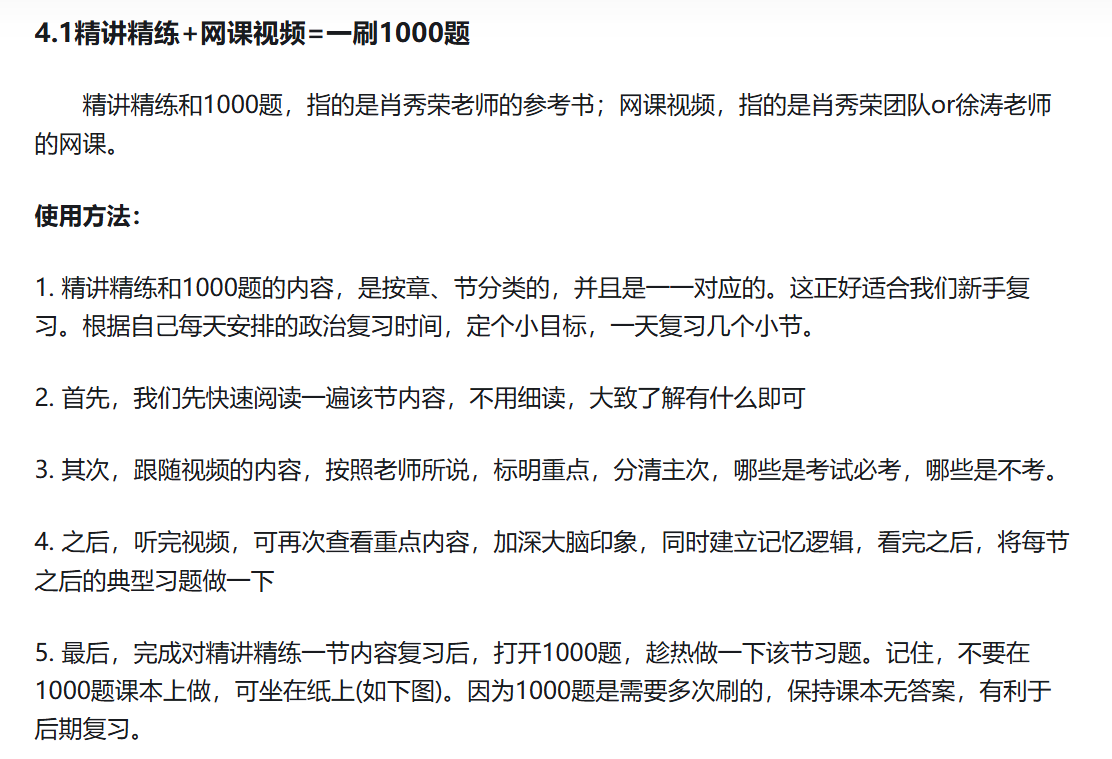 4.1精讲精练+网课视频=一刷1000题
精讲精练和1000题，指的是肖秀荣老师的参考书；网课视频，指的是肖秀荣团队or徐涛老师
的网课。
使用方法：
1. 精讲精练和1000题的内容，是按章、节分类的，并且是一一对应的。这正好适合我们新手复
习。根据自己每天安排的政治复习时间，定个小目标，一天复习几个小节。
2. 首先，我们先快速阅读一遍该节内容，不用细读，大致了解有什么即可
3. 其次，跟随视频的内容，按照老师所说，标明重点，分清主次，哪些是考试必考，哪些是不考。
4. 之后，听完视频，可再次查看重点内容，加深大脑印象，同时建立记忆逻辑，看完之后，将每节
之后的典型习题做一下
5. 最后，完成对精讲精练一节内容复习后，打开1000题，趁热做一下该节习题。记住，不要在
1000题课本上做，可坐在纸上(如下图)。因为1000题是需要多次刷的，保持课本无答案，有利于
后期复习。